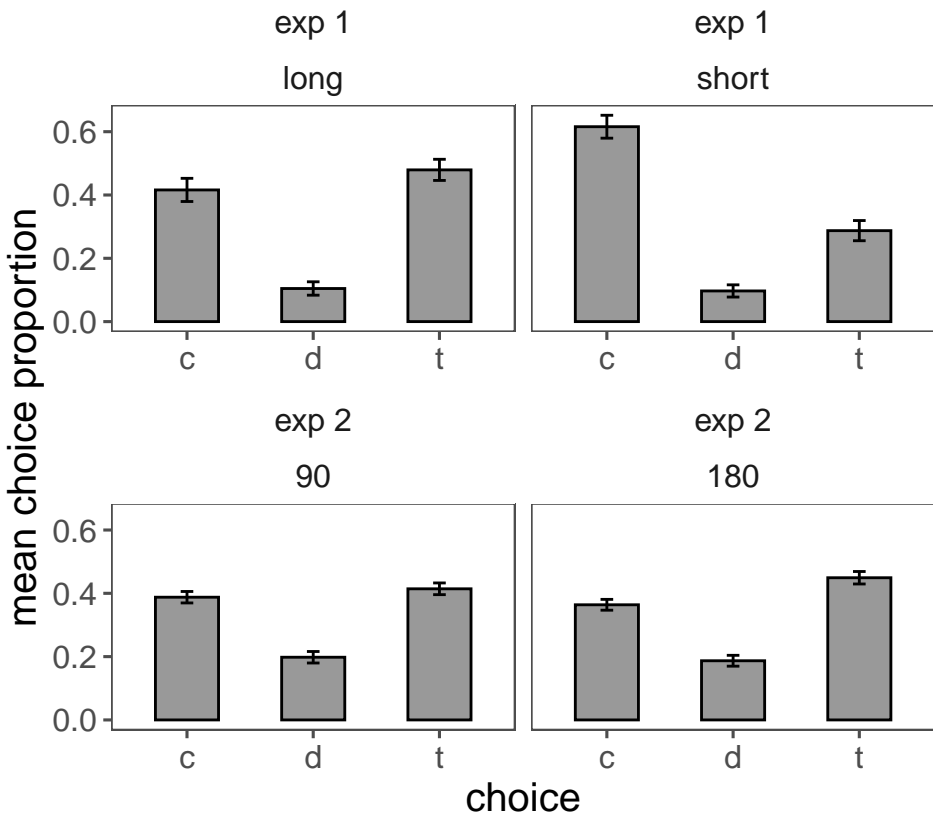 exp 1
long
exp 1
short
0.6
0.4
0.2
0.0
c d t
c d t
mean choice proportion
exp 2
90
exp 2
180
0.6
0.4
0.2
0.0
c d t
c d t
choice